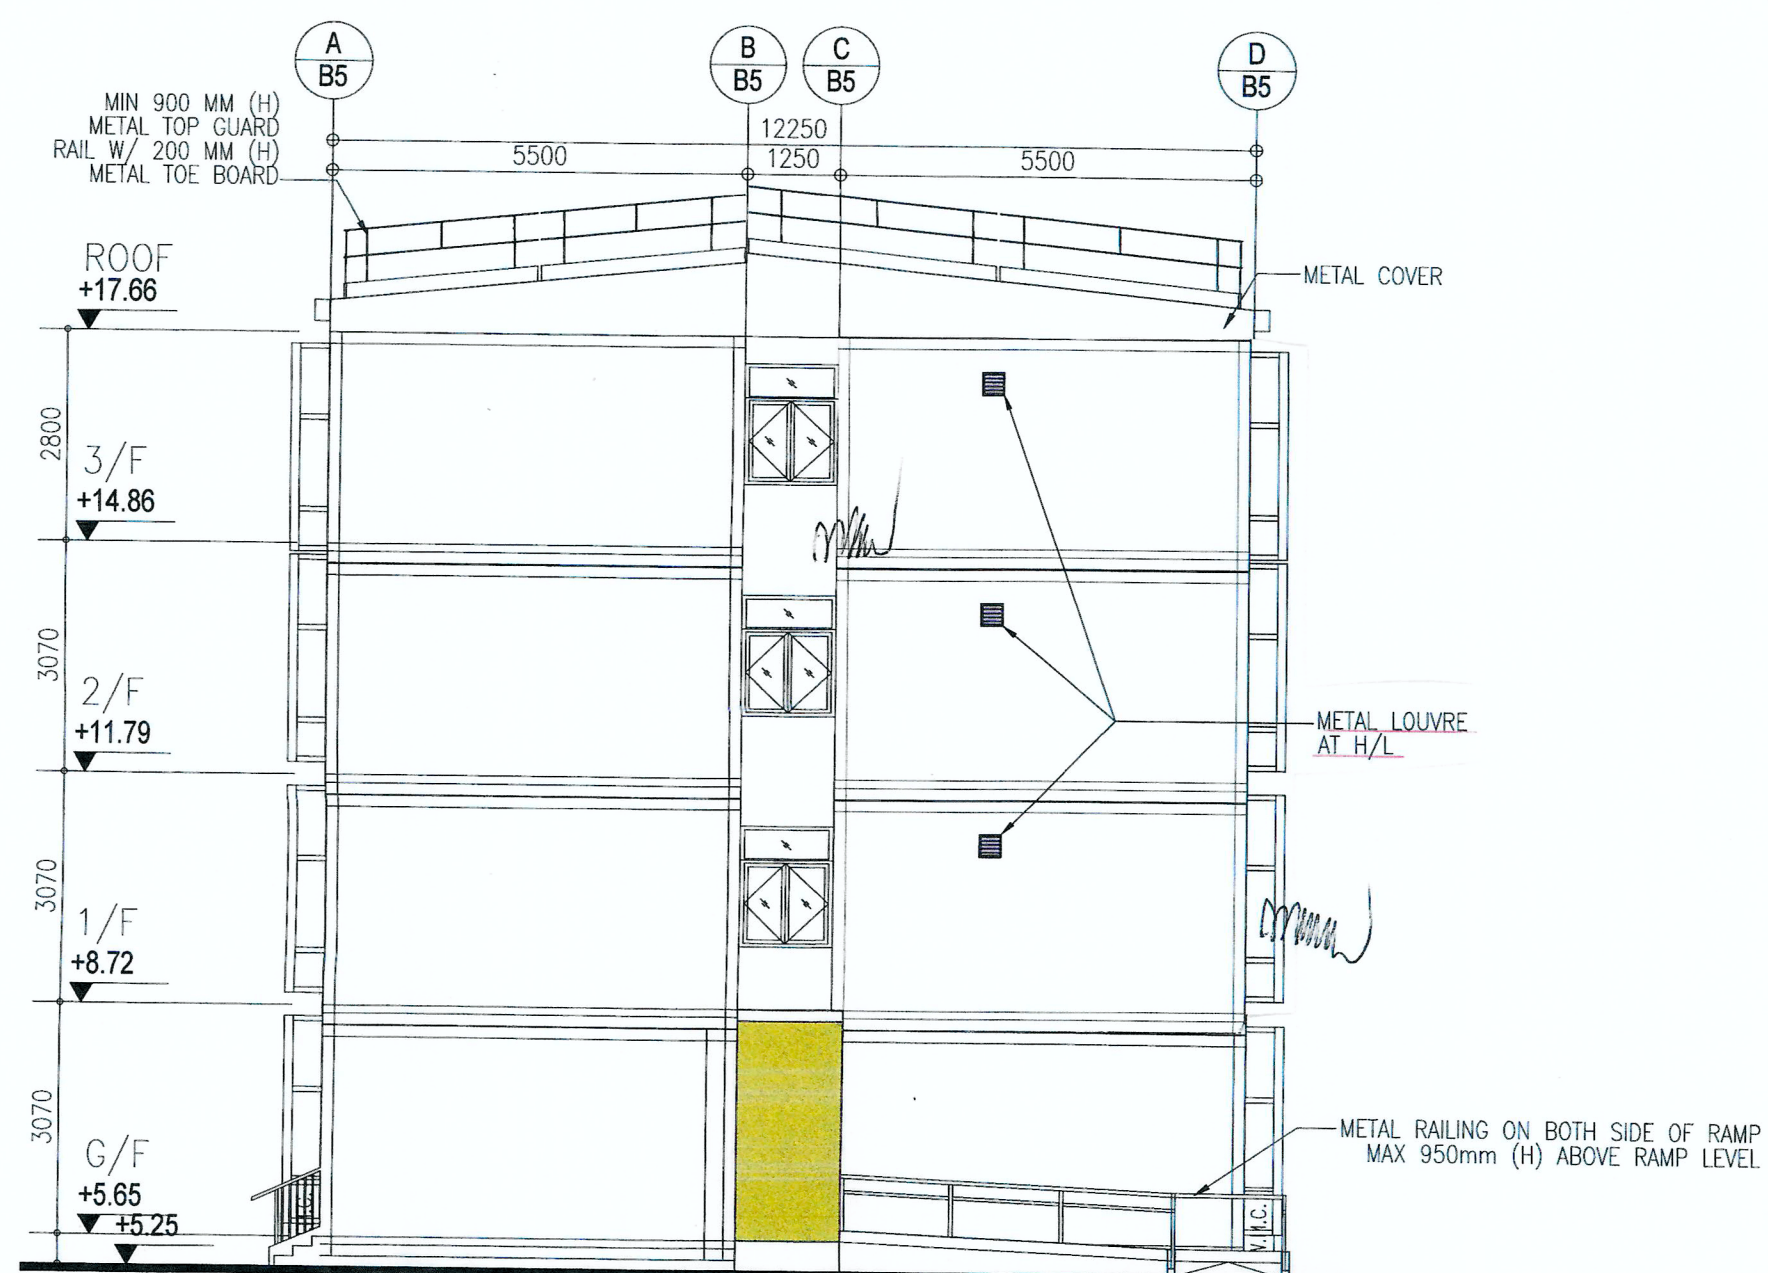 A
B5
B
B5
C
B5
D
B5
MIN 900 MM (H)
METAL TOP GUARD
RAIL W/ 200 MM (H)
METAL TOE BOARD
12250
5500
1250
5500
ROOF
+17.66
METAL COVER
2800
3/F
+14.86
3070
2/F
+11.79
METAL LOUVRE
AT H/L
3070
1/F
+8.72
3070
G/F
+5.65
+5.25
METAL RAILING ON BOTH SIDE OF RAMP
MAX 950mm (H) ABOVE RAMP LEVEL